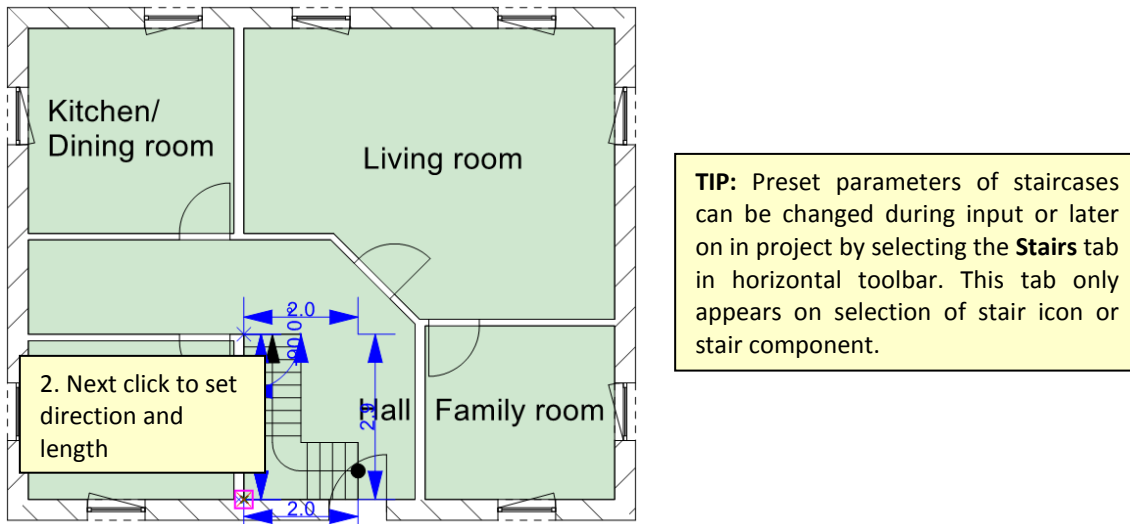 Kitchen/
Dining room
Living room
TIP: Preset parameters of staircases
can be changed during input or later
on in project by selecting the Stairs tab
in horizontal toolbar. This tab only
appears on selection of stair icon or
stair component.
2.0
90.0°
2. Next click to set
direction and
length
Hall
Family room
2.0